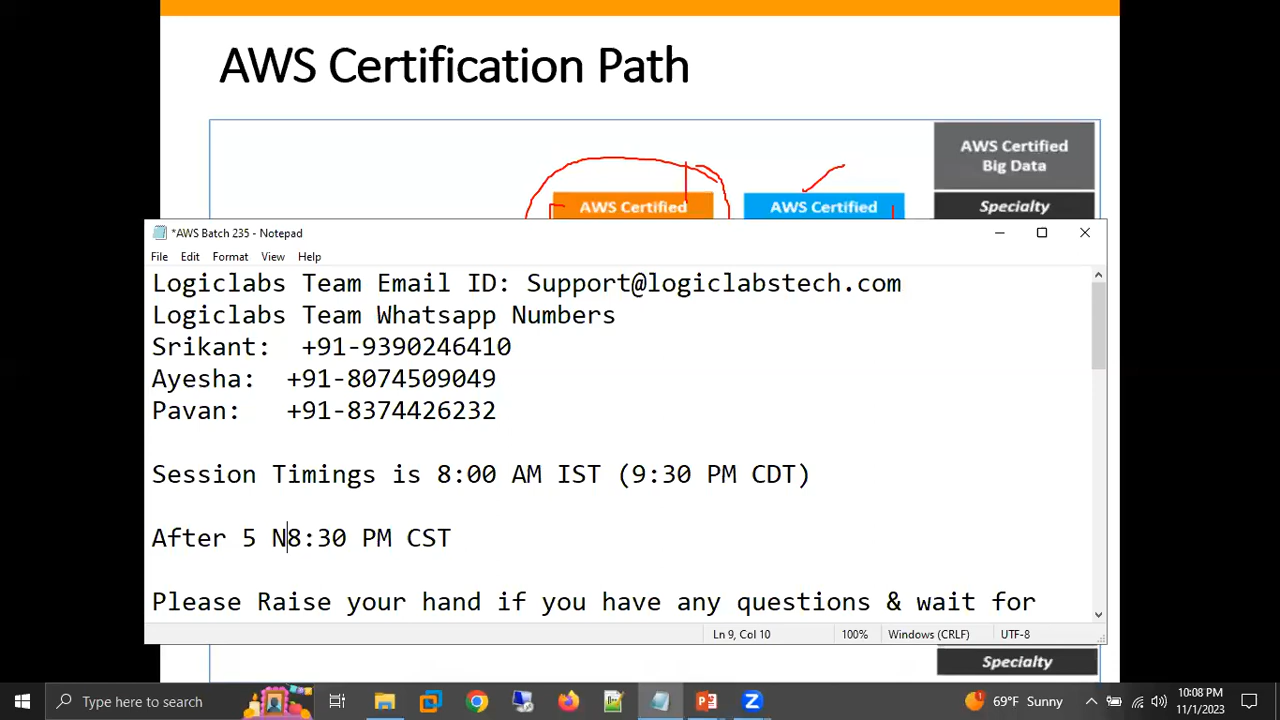 AWS Certification Path
AWS Certified
Big Data
Specialty
AWS Certified
AWS Certified
*AWS Batch 235 - Notepad
File Edit Format View Help
Logiclabs Team Email ID: Support@logiclabstech.com
Logiclabs Team Whatsapp Numbers
Srikant: +91-9390246410
Ayesha: +91-8074509049
Pavan: +91-8374426232
Session Timings is 8:00 AM IST (9:30 PM CDT)
After 5 N8:30 PM CST
Please Raise your hand if you have any questions & wait for
Ln 9, Col 10 100% Windows (CRLF) UTF-8
Specialty
Type here to search
69°F Sunny
10:08 PM
11/1/2023